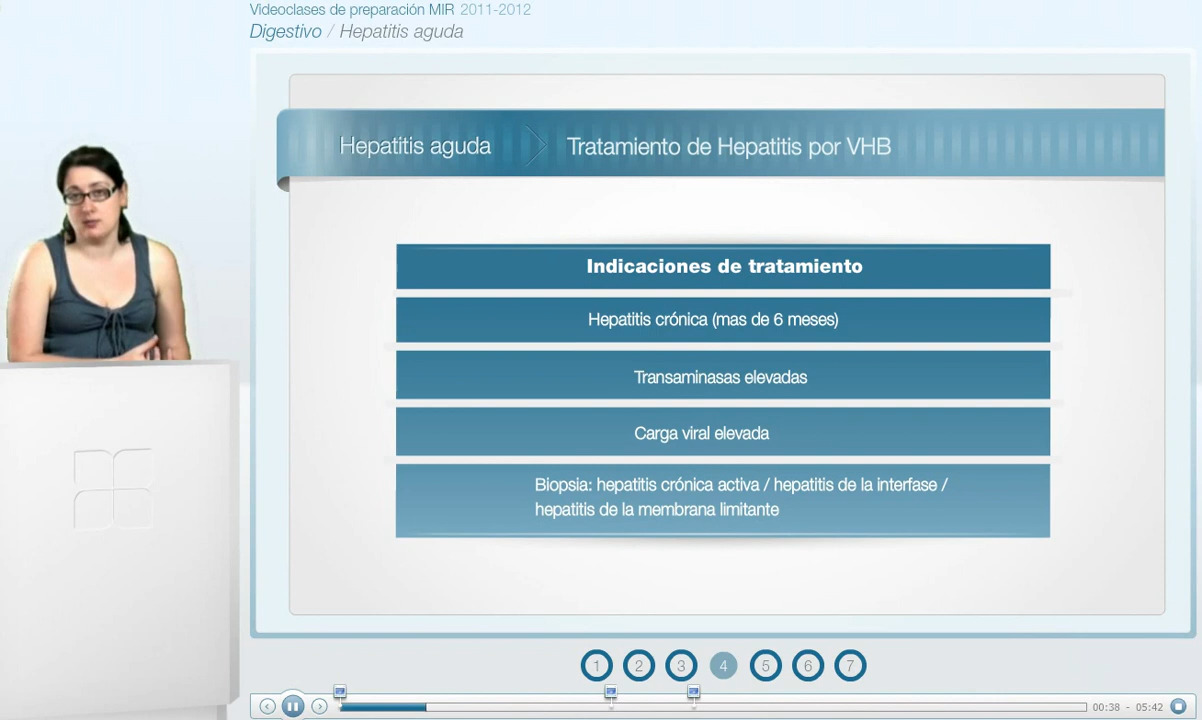 Videoclases de preparación MIR 2011-2012
Digestivo / Hepatitis aguda
Hepatitis aguda
Tratamiento de Hepatitis por VHB
Indicaciones de tratamiento
Hepatitis crónica (mas de 6 meses)
Transaminasas elevadas
Carga viral elevada
Biopsia: hepatitis crónica activa / hepatitis de la interfase /
hepatitis de la membrana limitante
1 2 3 4 5 6 7
00:38 - 05:42